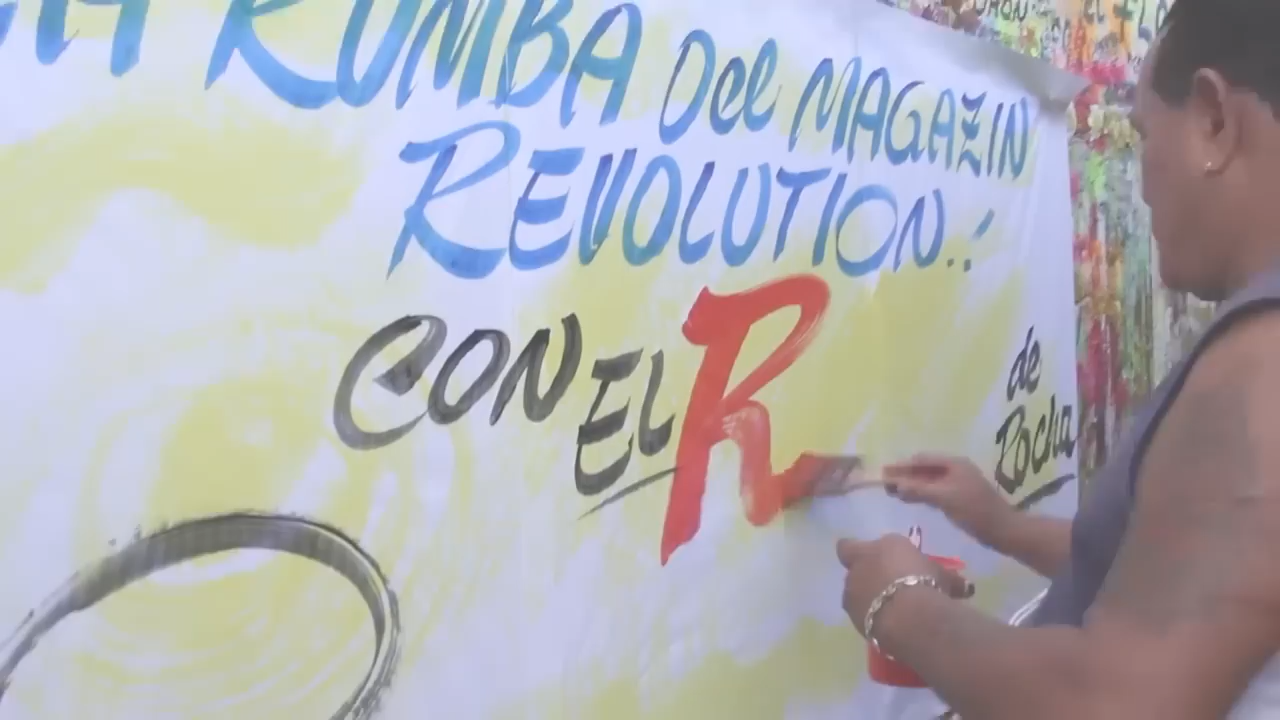 RUMBA Del MAGAZIN
REVOLUTION.:
CON EL R
de
Rocha